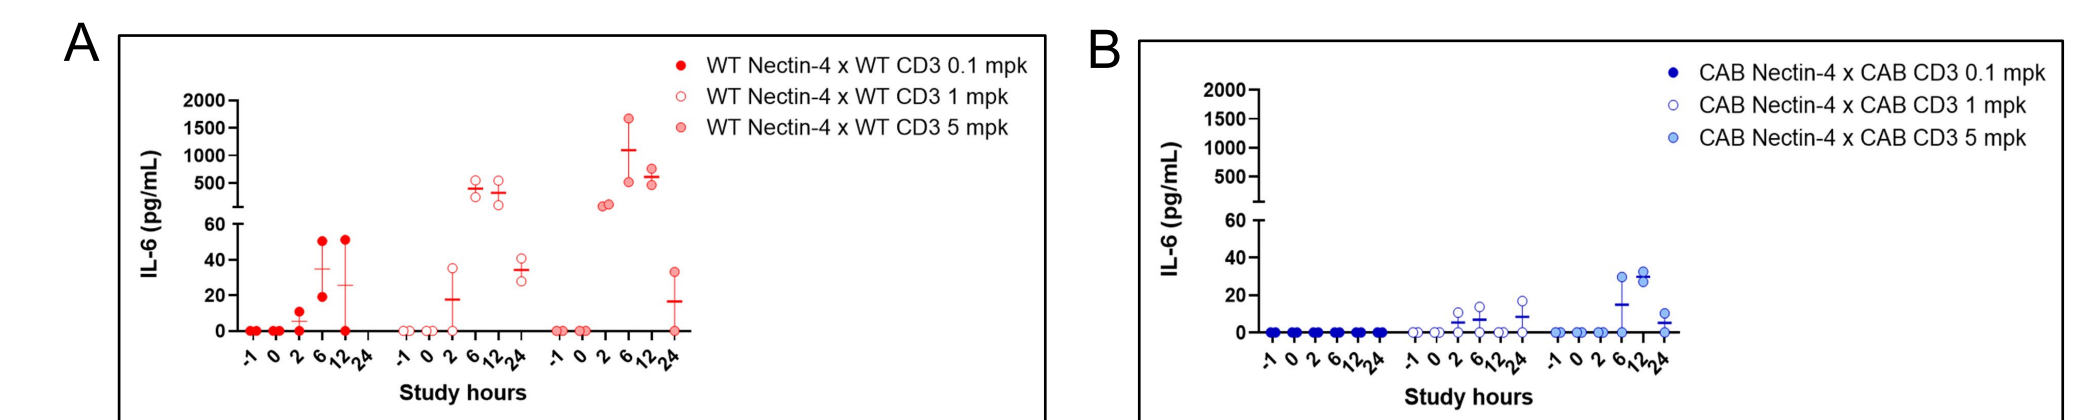 A
WT Nectin-4 x WT CD3 0.1 mpk
WT Nectin-4 x WT CD3 1 mpk
WT Nectin-4 x WT CD3 5 mpk
IL-6 (pg/mL)
2000
1500
1000
500
60
40
20
0
-1 0 2 6 12 24 -1 0 2 6 12 24 -1 0 2 6 12 24
Study hours
B
CAB Nectin-4 x CAB CD3 0.1 mpk
CAB Nectin-4 x CAB CD3 1 mpk
CAB Nectin-4 x CAB CD3 5 mpk
IL-6 (pg/mL)
2000
1500
1000
500
60
40
20
0
-1 0 2 6 12 24 -1 0 2 6 12 24 -1 0 2 6 12 24
Study hours